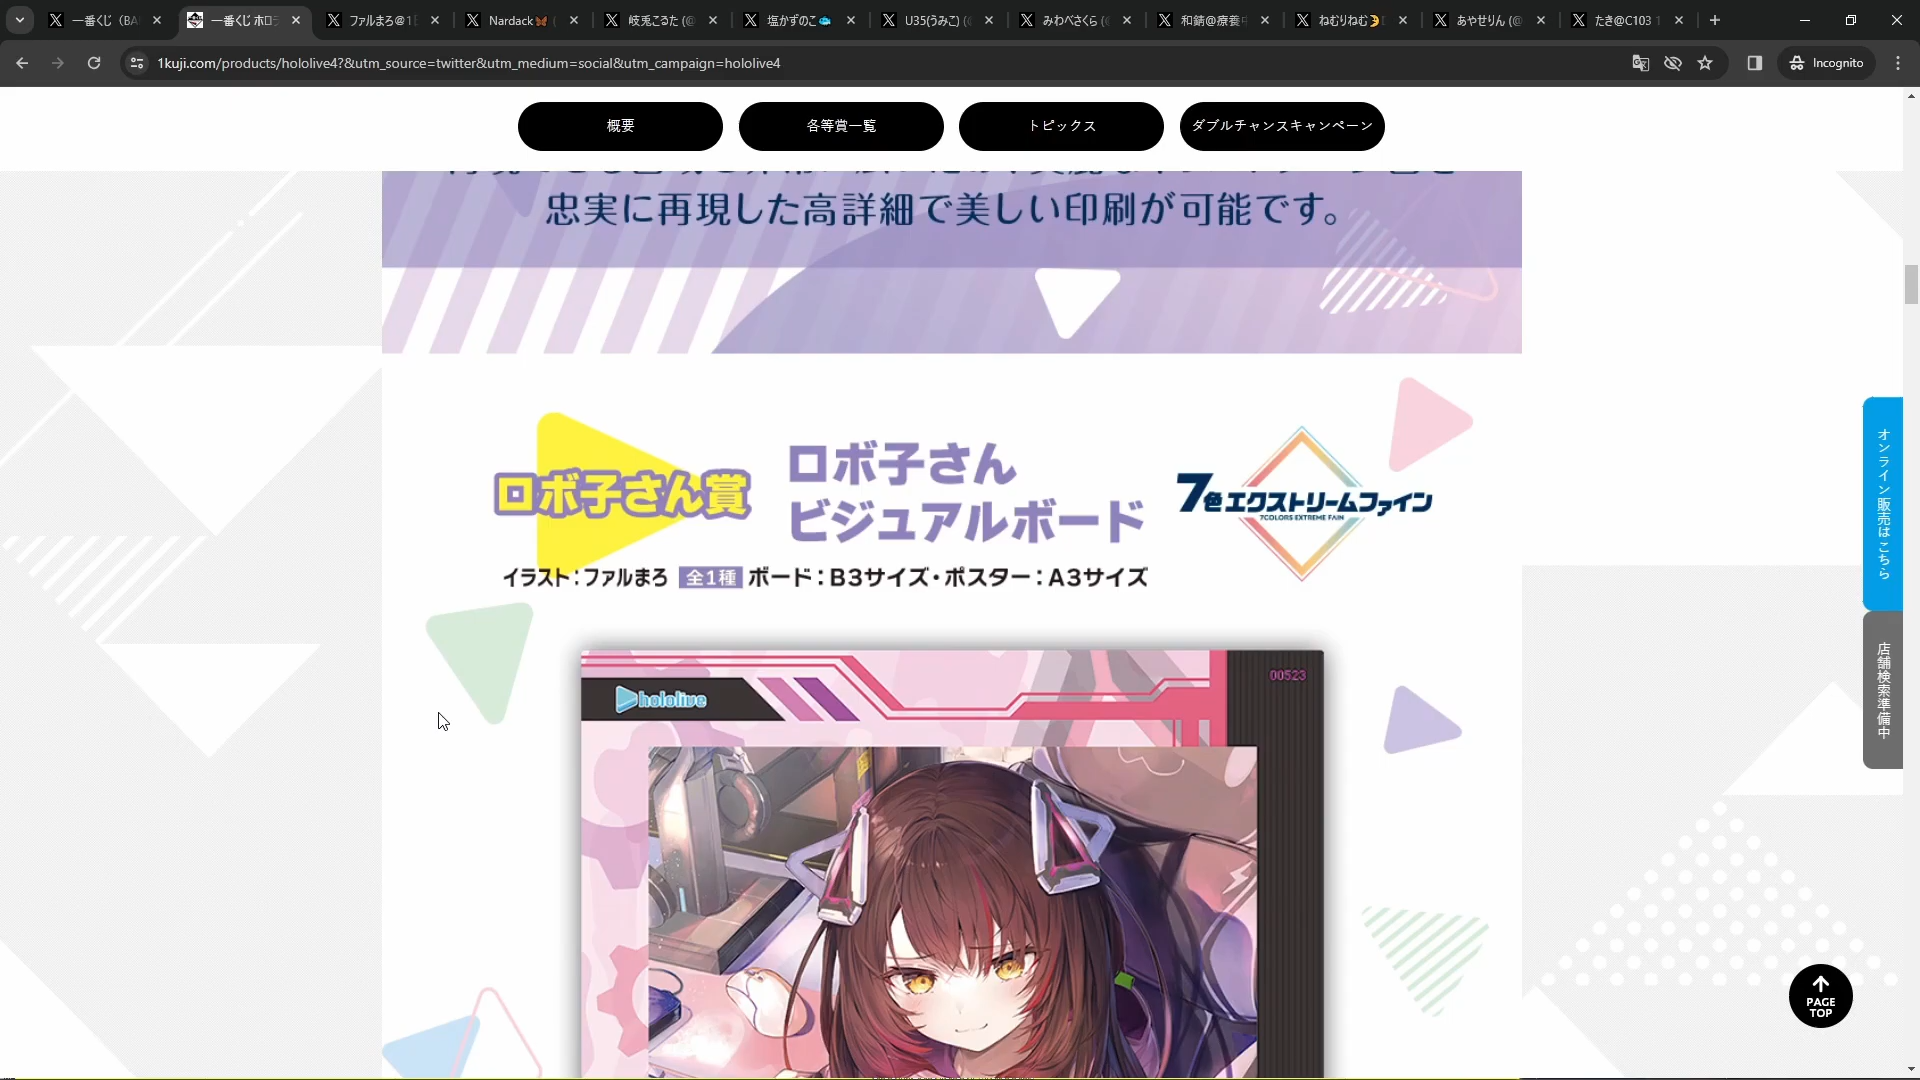 一番くじ（BA
一番くじ ホロ
ファルまろ@1
Nardack
岐兎こるた (@
塩かずのこ
U35(うみこ) (
みわべさくら (
和錆@療養
ねむりねむ
あやせりん (@
たき@C103 1
1kuji.com/products/hololive4?&utm_source=twitter&utm_medium=social&utm_campaign=hololive4
Incognito
概要
各等賞一覧
トピックス
ダブルチャンスキャンペーン
忠実に再現した高詳細で美しい印刷が可能です。
ロボ子さん賞
ロボ子さん
ビジュアルボード
7色エクストリームファイン
7COLORS EXTREME FAIN
イラスト：ファルまろ 全1種 ボード：B3サイズ・ポスター：A3サイズ
hololive
00523
オンライン販売はこちら
店舗検索準備中
PAGE
TOP